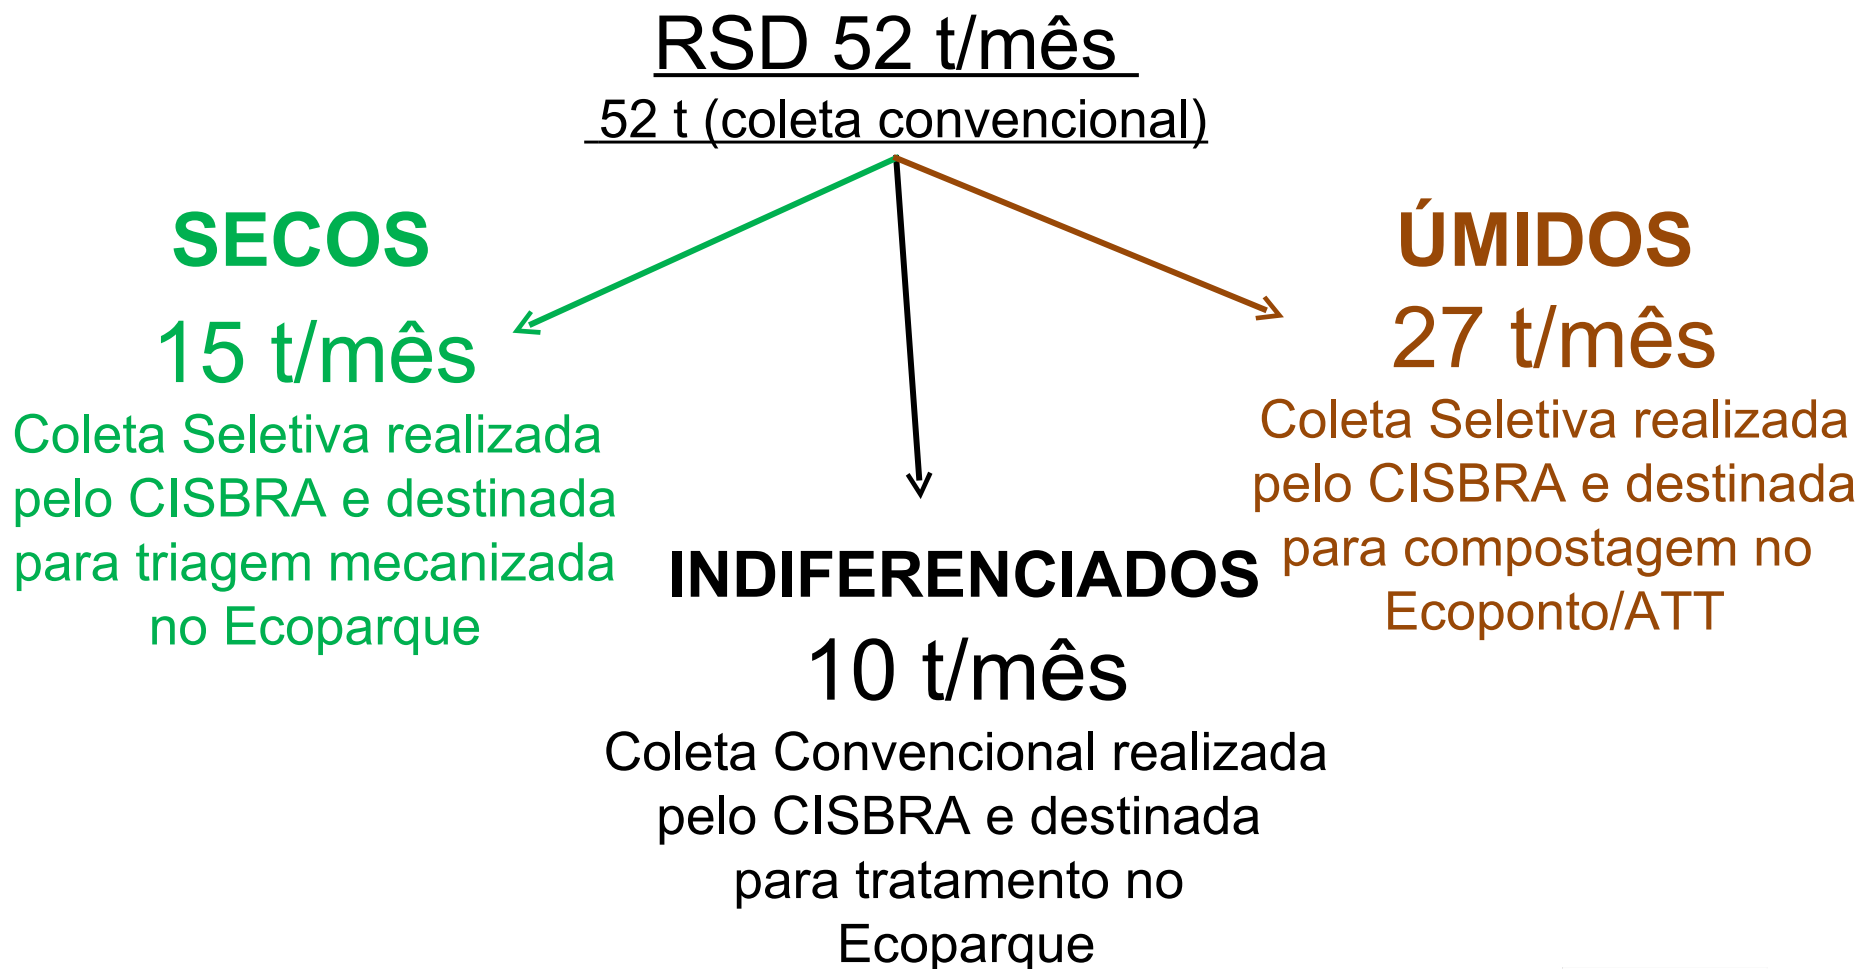 RSD 52 t/mês
52 t (coleta convencional)
SECOS
15 t/mês
Coleta Seletiva realizada
pelo CISBRA e destinada
para triagem mecanizada
no Ecoparque
INDIFERENCIADOS
10 t/mês
Coleta Convencional realizada
pelo CISBRA e destinada
para tratamento no
Ecoparque
ÚMIDOS
27 t/mês
Coleta Seletiva realizada
pelo CISBRA e destinada
para compostagem no
Ecoponto/ATT